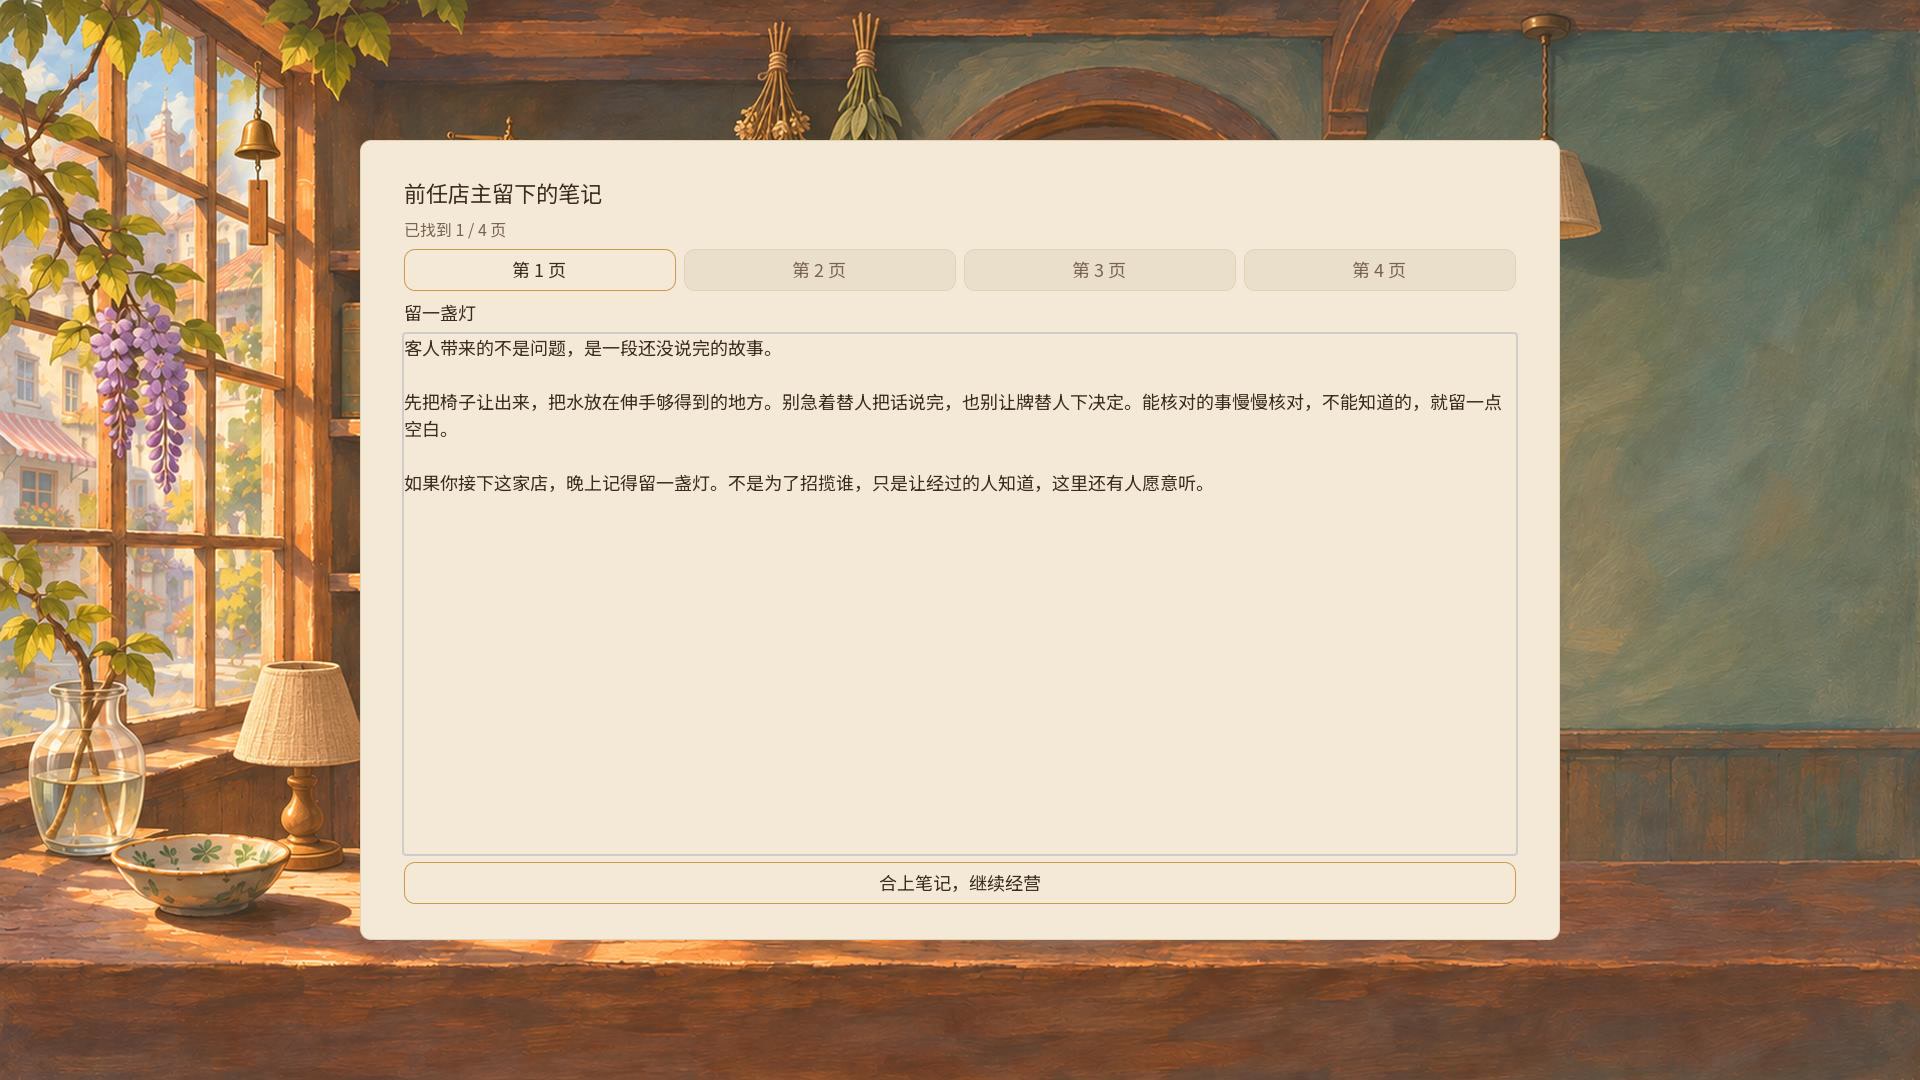 前任店主留下的笔记
已找到 1 / 4 页
第 1 页
第 2 页
第 3 页
第 4 页
留一盏灯
客人带来的不是问题，是一段还没说完的故事。
先把椅子让出来，把水放在伸手够得到的地方。别急着替人把话说完，也别让牌替人下决定。能核对的事慢慢核对，不能知道的，就留一点
空白。
如果你接下这家店，晚上记得留一盏灯。不是为了招揽谁，只是让经过的人知道，这里还有人愿意听。
合上笔记，继续经营